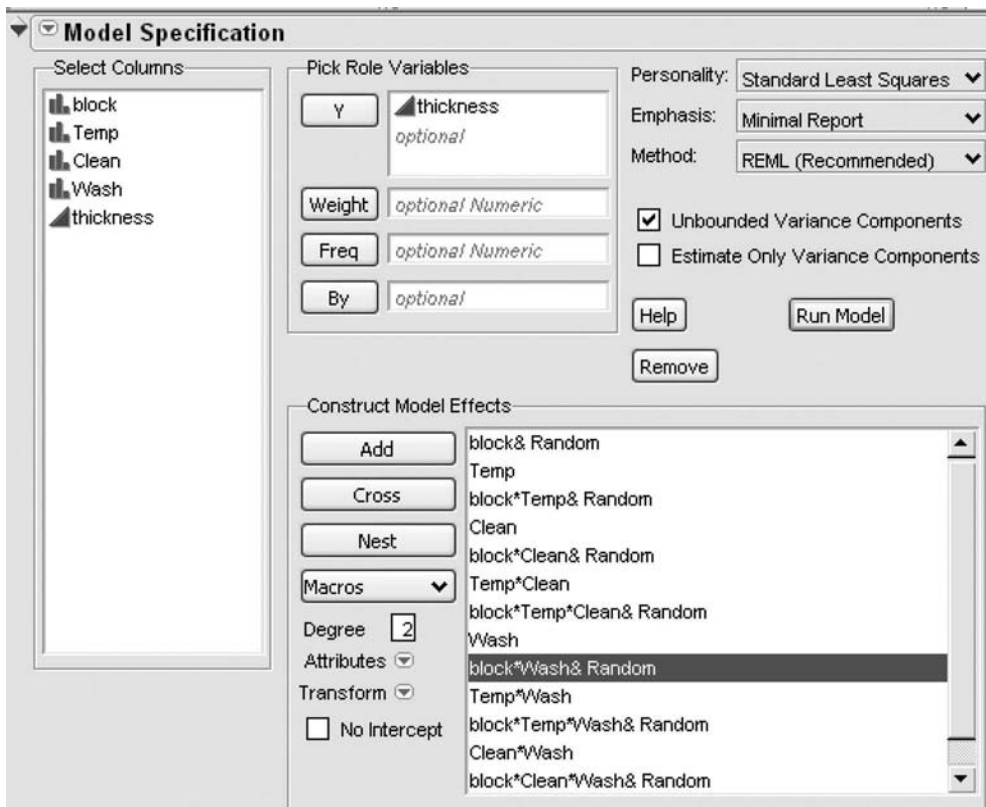 Model Specification
Select Columns
block
Temp
Clean
Wash
thickness
Pick Role Variables
Y
thickness
optional
Weight
optional Numeric
Freq
optional Numeric
By
optional
Personality:
Standard Least Squares
Emphasis:
Minimal Report
Method:
REML (Recommended)
Unbounded Variance Components
Estimate Only Variance Components
Help
Run Model
Remove
Construct Model Effects
Add
Cross
Nest
Macros
Degree 2
Attributes
Transform
No Intercept
block& Random
Temp
block*Temp& Random
Clean
block*Clean& Random
Temp*Clean
block*Temp*Clean& Random
Wash
block*Wash& Random
Temp*Wash
block*Temp*Wash& Random
Clean*Wash
block*Clean*Wash& Random